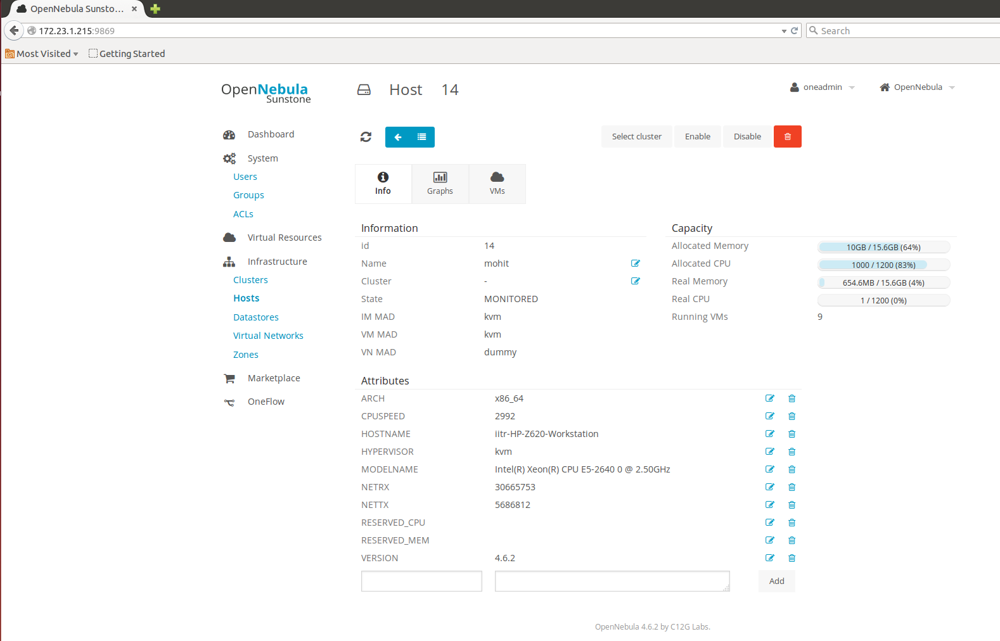 OpenNebula Sunsto...
172.23.1.215:9869
Search
Most Visited
Getting Started
OpenNebula
Sunstone
Host 14
oneadmin
OpenNebula
Dashboard
System
Users
Groups
ACLs
Virtual Resources
Infrastructure
Clusters
Hosts
Datastores
Virtual Networks
Zones
Marketplace
OneFlow
Select cluster
Enable
Disable
Info
Graphs
VMs
Information
id 14
Name mohit
Cluster -
State MONITORED
IM MAD kvm
VM MAD kvm
VN MAD dummy
Capacity
Allocated Memory 10GB / 15.6GB (64%)
Allocated CPU 1000 / 1200 (83%)
Real Memory 654.6MB / 15.6GB (4%)
Real CPU 1 / 1200 (0%)
Running VMs 9
Attributes
ARCH x86_64
CPUSPEED 2992
HOSTNAME iitr-HP-Z620-Workstation
HYPERVISOR kvm
MODELNAME Intel(R) Xeon(R) CPU E5-2640 0 @ 2.50GHz
NETRX 30665753
NETTX 5686812
RESERVED_CPU
RESERVED_MEM
VERSION 4.6.2
Add
OpenNebula 4.6.2 by C12G Labs.